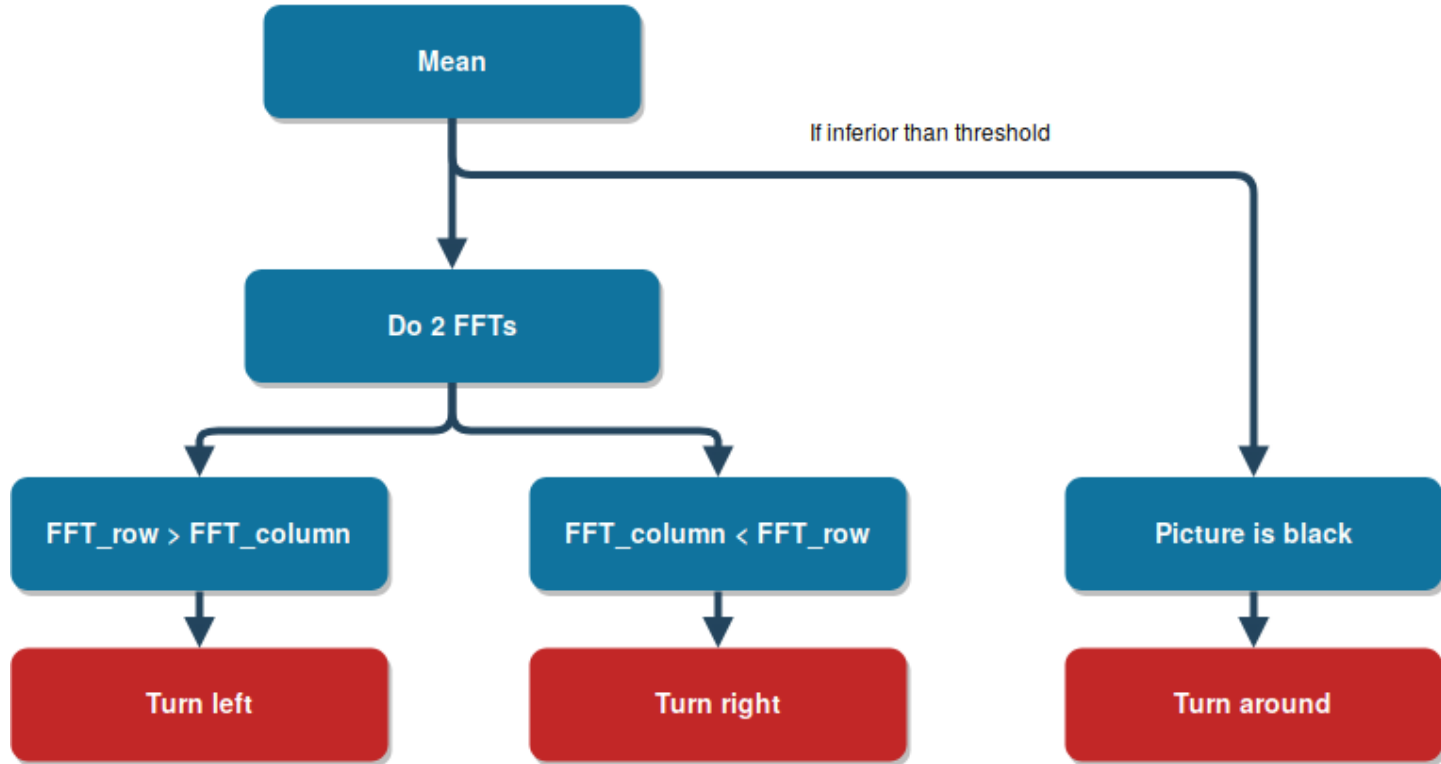 Mean
If inferior than threshold
Do 2 FFTs
FFT_row > FFT_column
FFT_column < FFT_row
Picture is black
Turn left
Turn right
Turn around